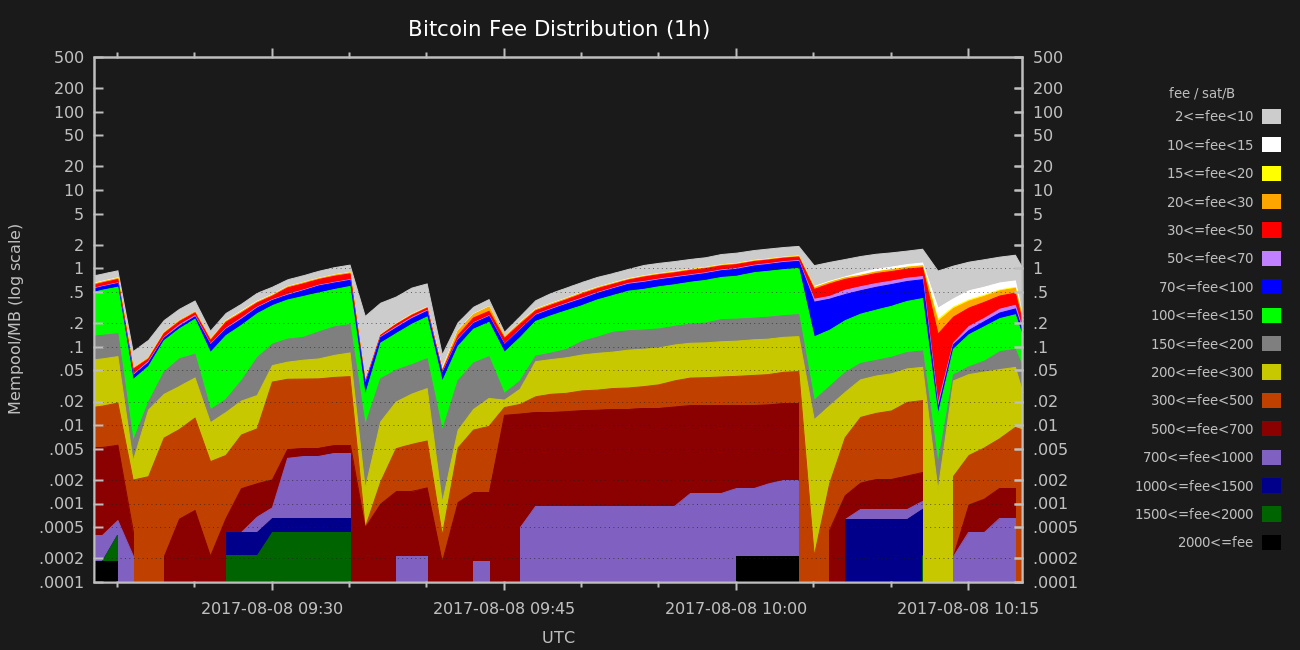 Bitcoin Fee Distribution (1h)
500 500
200 200
100 100
50 50
20 20
10 10
5 5
2 2
1 1
.5 .5
.2 .2
.1 .1
.05 .05
.02 .02
.01 .01
.005 .005
.002 .002
.001 .001
.0005 .0005
.0002 .0002
.0001 .0001
Mempool/MB (log scale)
2017-08-08 09:30 2017-08-08 09:45 2017-08-08 10:00 2017-08-08 10:15
UTC
fee / sat/B
2<=fee<10
10<=fee<15
15<=fee<20
20<=fee<30
30<=fee<50
50<=fee<70
70<=fee<100
100<=fee<150
150<=fee<200
200<=fee<300
300<=fee<500
500<=fee<700
700<=fee<1000
1000<=fee<1500
1500<=fee<2000
2000<=fee